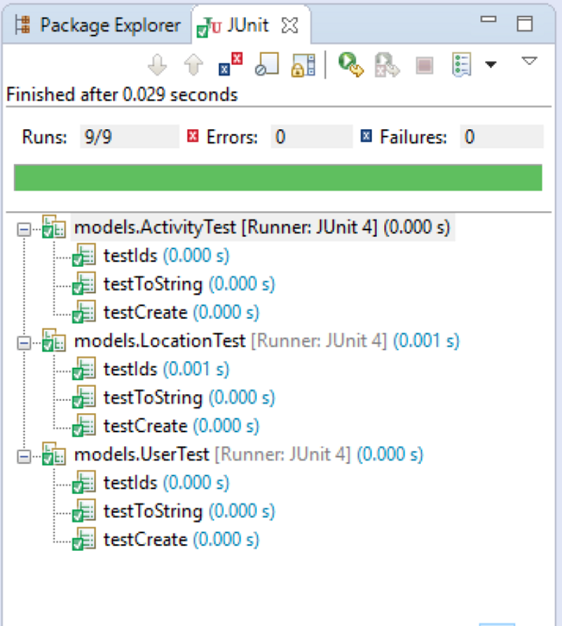 Package Explorer JUnit
Finished after 0.029 seconds
Runs: 9/9 Errors: 0 Failures: 0
models.ActivityTest [Runner: JUnit 4] (0.000 s)
testIds (0.000 s)
testToString (0.000 s)
testCreate (0.000 s)
models.LocationTest [Runner: JUnit 4] (0.001 s)
testIds (0.001 s)
testToString (0.000 s)
testCreate (0.000 s)
models.UserTest [Runner: JUnit 4] (0.000 s)
testIds (0.000 s)
testToString (0.000 s)
testCreate (0.000 s)